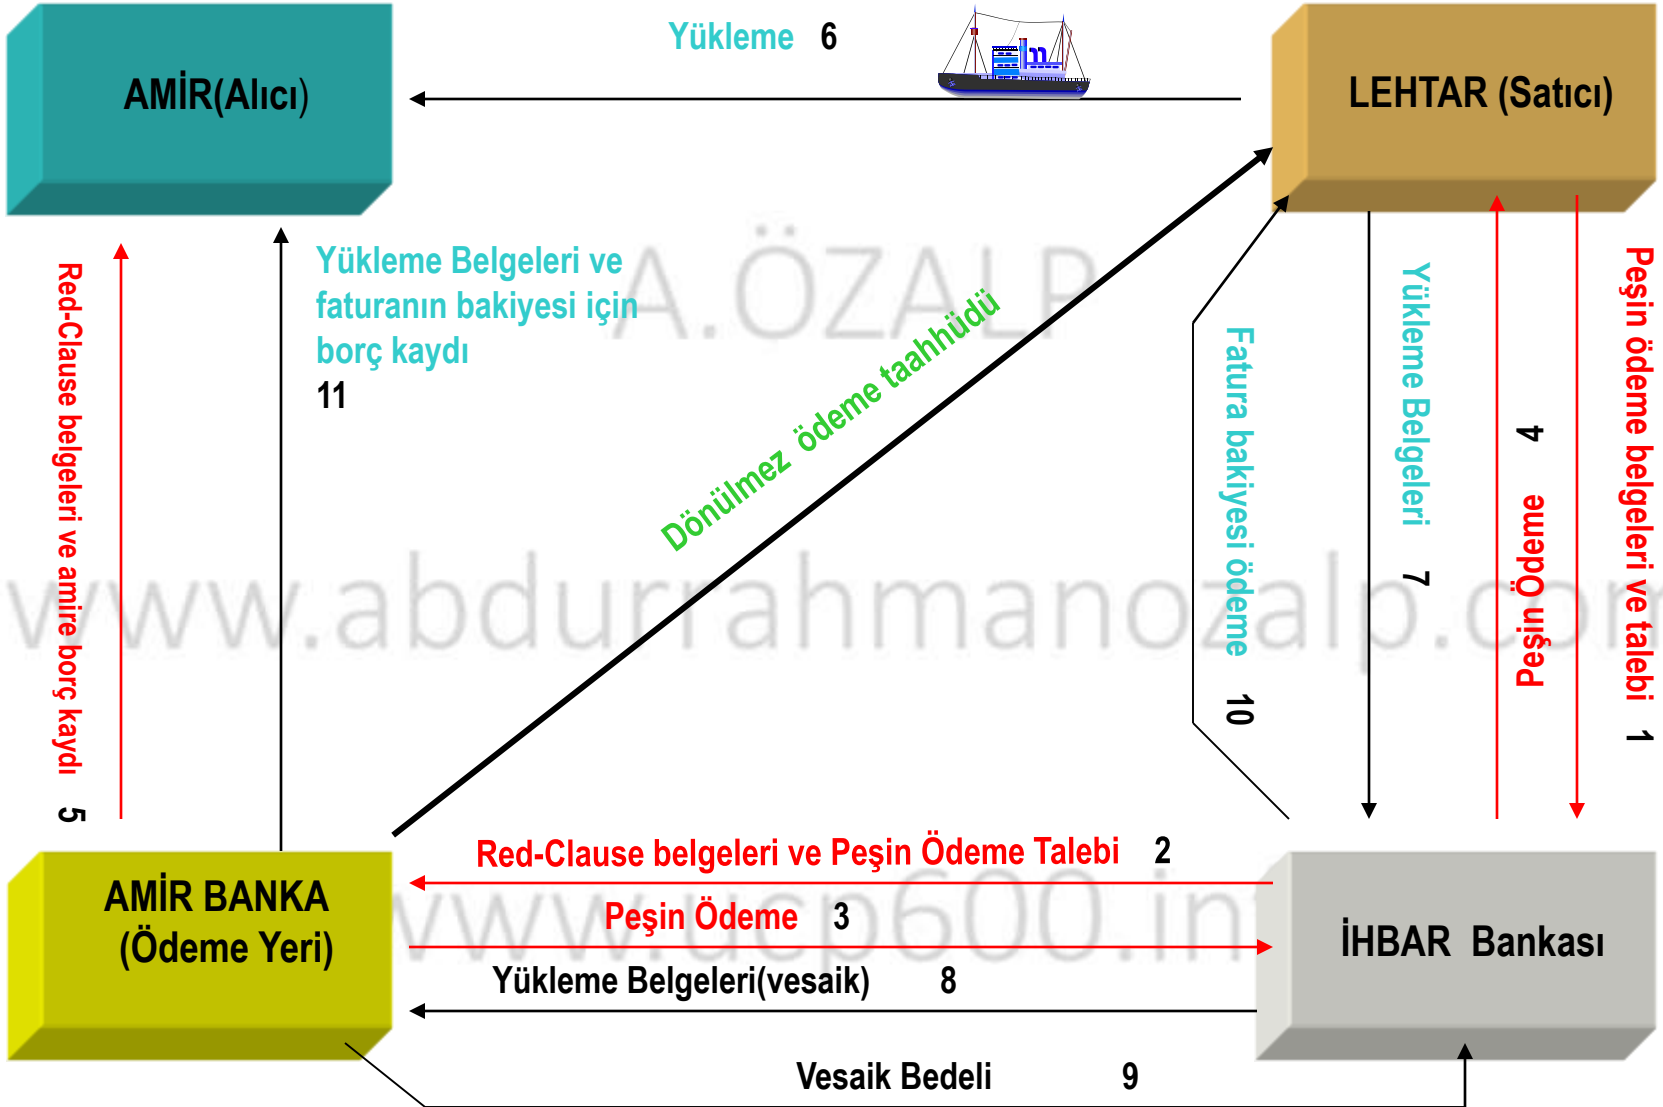 Yükleme 6
AMİR(Alıcı)
LEHTAR (Satıcı)
A.ÖZALP
Yükleme Belgeleri ve
faturanın bakiyesi için
borç kaydı
11
Red-Clause belgeleri ve amire borç kaydı 5
Dönülmez ödeme taahhüdü
Fatura bakiyesi ödeme 10
Yükleme Belgeleri 7
Peşin Ödeme 4
Peşin ödeme belgeleri ve talebi 1
www.abdurrahmanozalp.com
Red-Clause belgeleri ve Peşin Ödeme Talebi 2
AMİR BANKA
(Ödeme Yeri)
Peşin Ödeme 3
www.ucp600.inf
İHBAR Bankası
Yükleme Belgeleri(vesaik) 8
Vesaik Bedeli 9